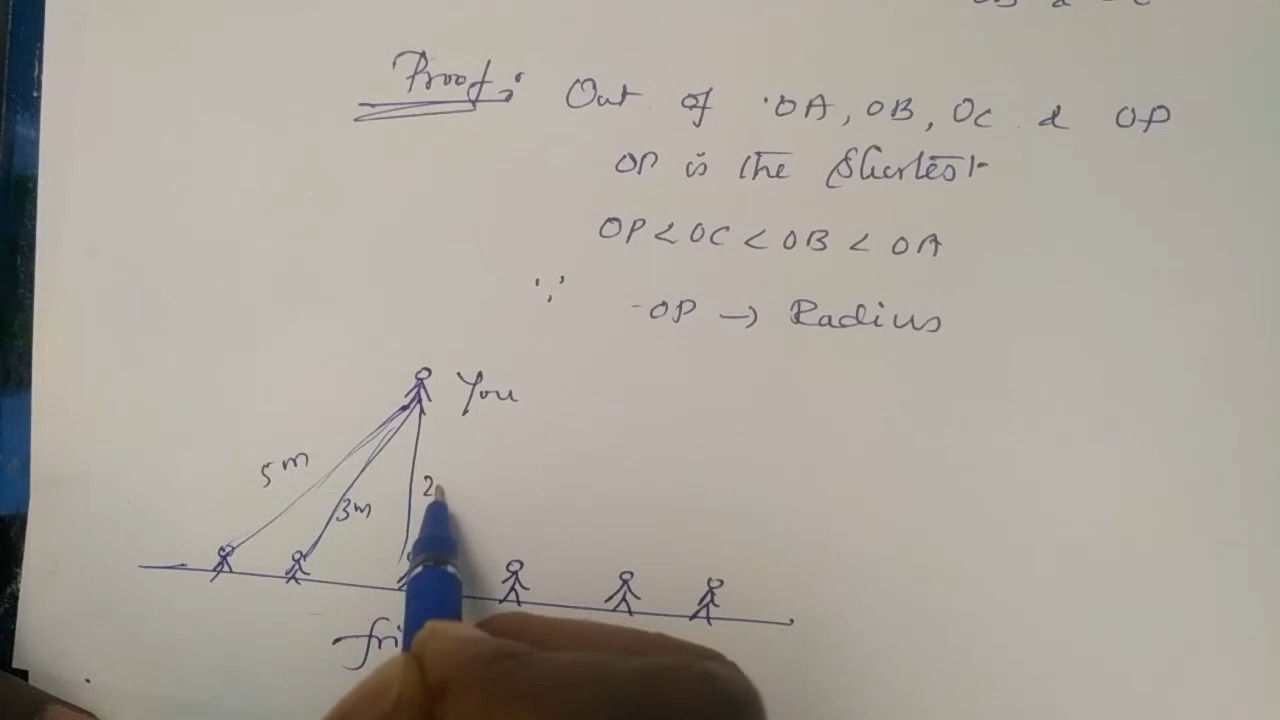 Proof: Out of OA, OB, OC & OP
OP is the Shortest
OP < OC < OB < OA
∵ OP → Radius
You
5m
3m
2
fri